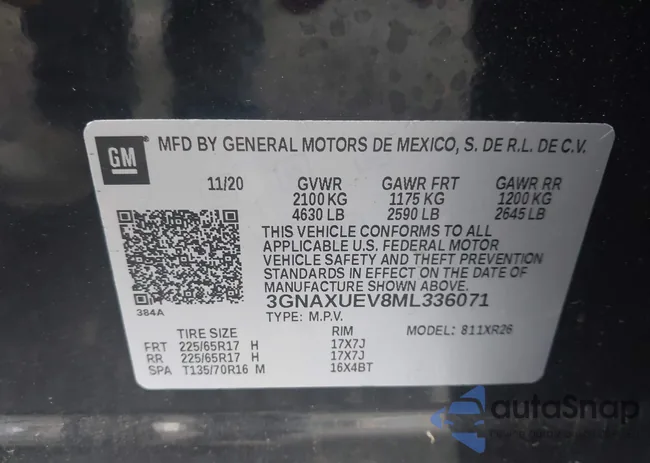 GM
MFD BY GENERAL MOTORS DE MEXICO, S. DE R.L. DE C.V.
11/20 GVWR GAWR FRT GAWR RR
2100 KG 1175 KG 1200 KG
4630 LB 2590 LB 2645 LB
THIS VEHICLE CONFORMS TO ALL
APPLICABLE U.S. FEDERAL MOTOR
VEHICLE SAFETY AND THEFT PREVENTION
STANDARDS IN EFFECT ON THE DATE OF
MANUFACTURE SHOWN ABOVE.
384A
3GNAXUEV8ML336071
TYPE: M.P.V. MODEL: 811XR26
TIRE SIZE RIM
FRT 225/65R17 H 17X7J
RR 225/65R17 H 17X7J
SPA T135/70R16 M 16X4BT
autoSnap